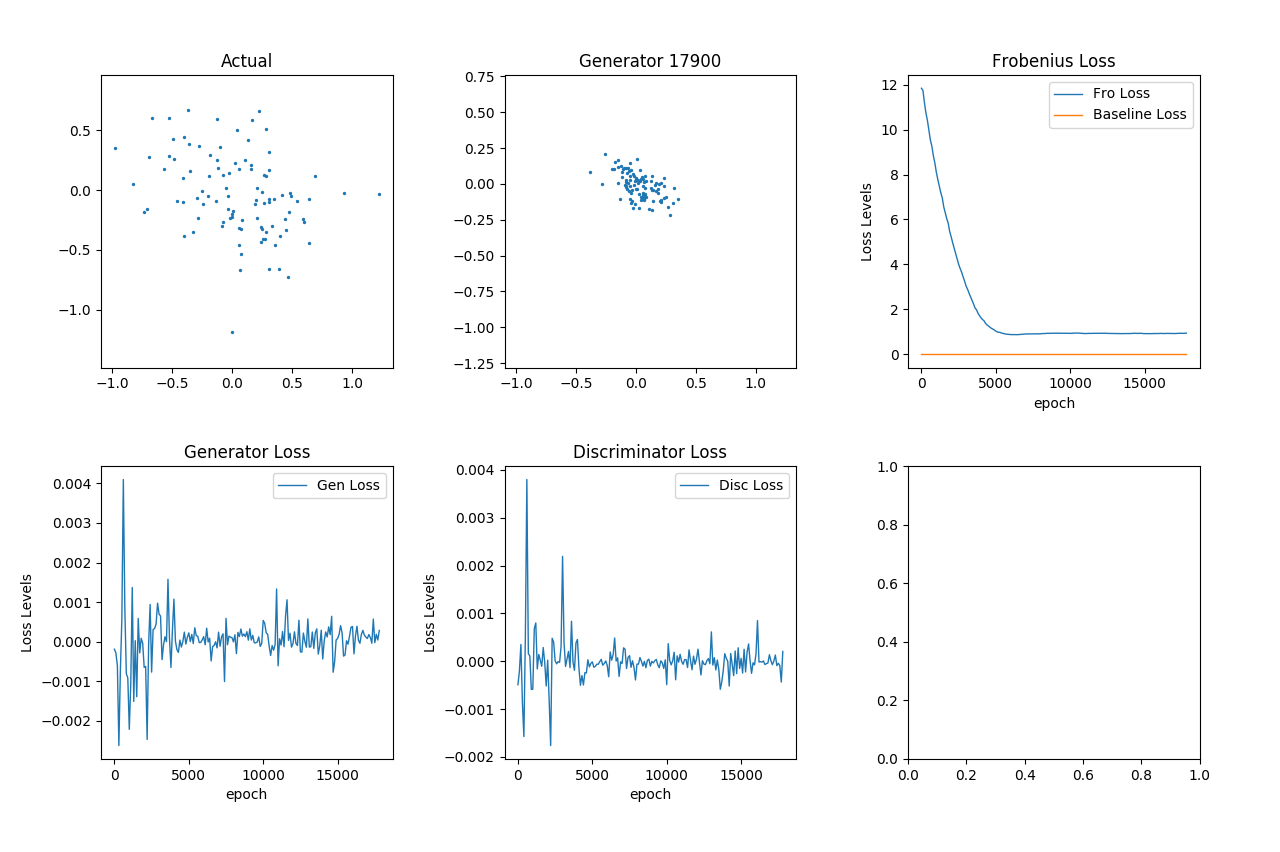 Actual
0.5
0.0
−0.5
−1.0
−1.0 −0.5 0.0 0.5 1.0
Generator 17900
0.75
0.50
0.25
0.00
−0.25
−0.50
−0.75
−1.00
−1.25
−1.0 −0.5 0.0 0.5 1.0
Frobenius Loss
Fro Loss
Baseline Loss
Loss Levels
12
10
8
6
4
2
0
0 5000 10000 15000
epoch
Generator Loss
Gen Loss
Loss Levels
0.004
0.003
0.002
0.001
0.000
−0.001
−0.002
0 5000 10000 15000
epoch
Discriminator Loss
Disc Loss
Loss Levels
0.004
0.003
0.002
0.001
0.000
−0.001
−0.002
0 5000 10000 15000
epoch
1.0
0.8
0.6
0.4
0.2
0.0
0.0 0.2 0.4 0.6 0.8 1.0